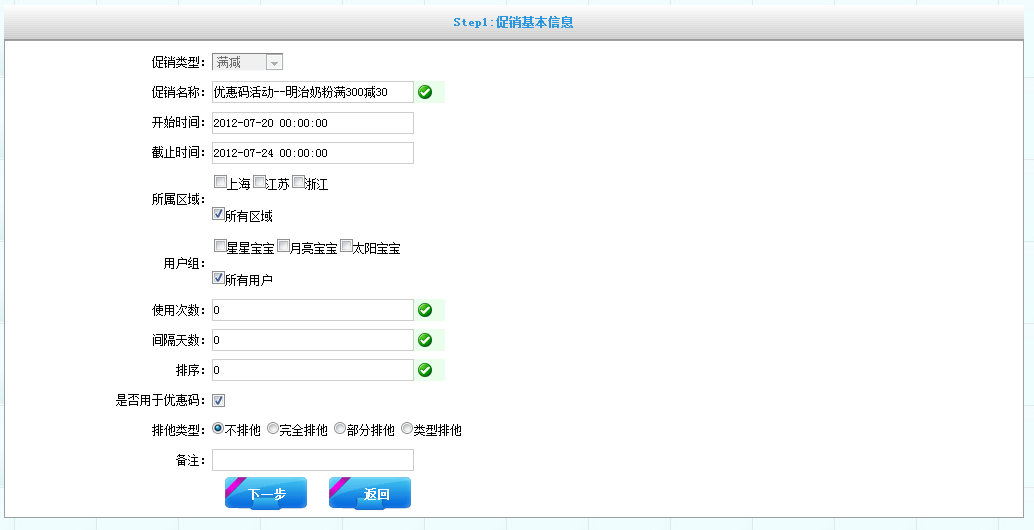 Step1:促销基本信息
促销类型： 满减
促销名称： 优惠码活动--明治奶粉满300减30
开始时间： 2012-07-20 00:00:00
截止时间： 2012-07-24 00:00:00
所属区域： 上海 江苏 浙江
所有区域
用户组： 星星宝宝 月亮宝宝 太阳宝宝
所有用户
使用次数： 0
间隔天数： 0
排序： 0
是否用于优惠码：
排他类型： 不排他 完全排他 部分排他 类型排他
备注：
下一步 返回